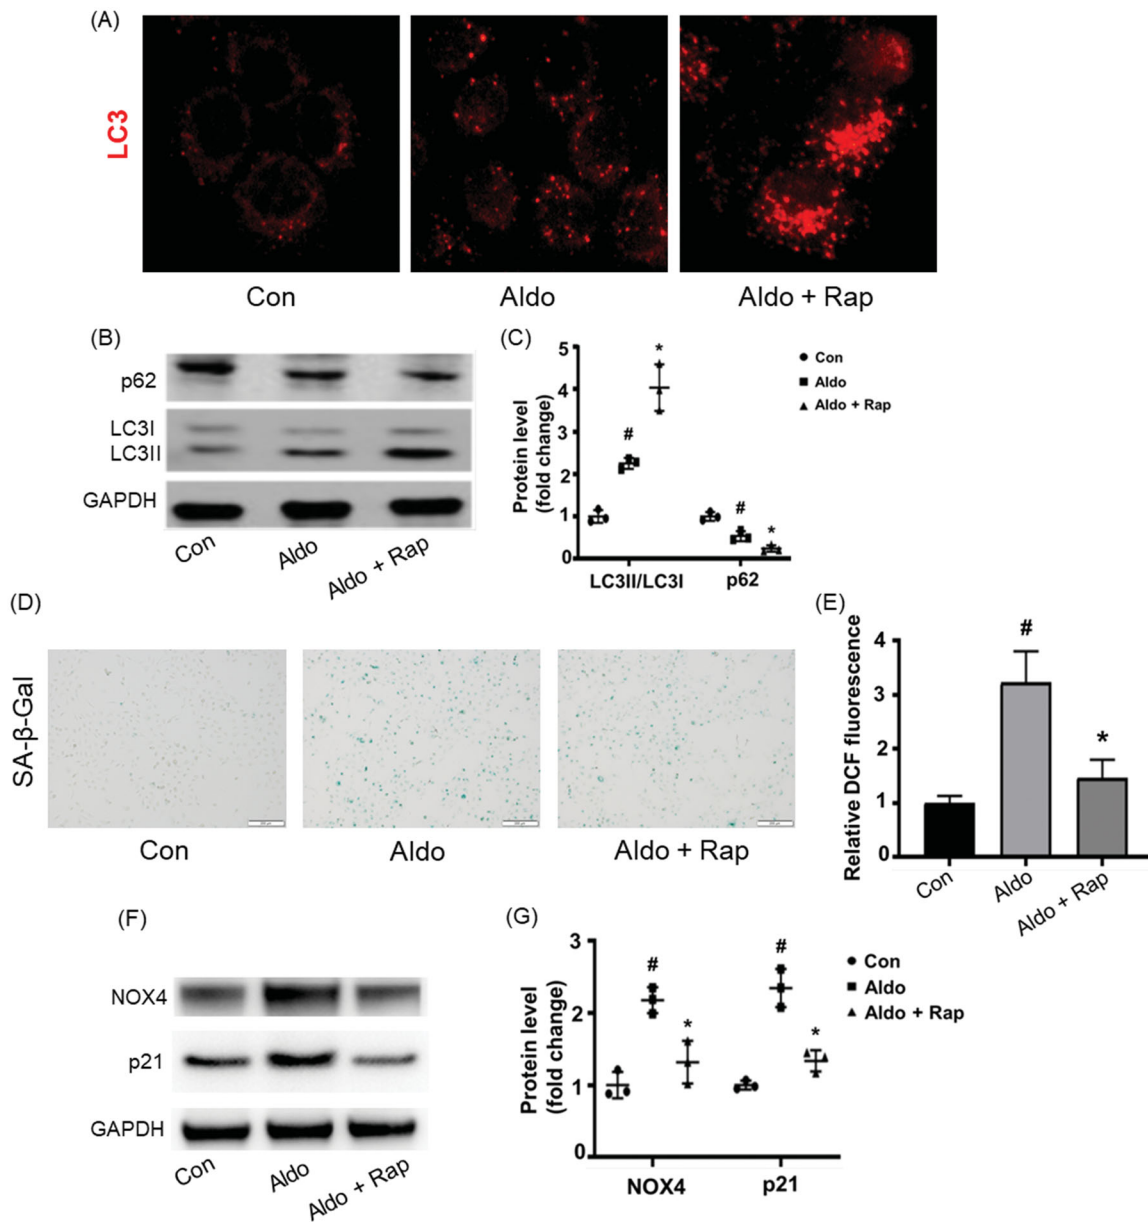 (A)
LC3
Con
Aldo
Aldo + Rap
(B)
p62
LC3I
LC3II
GAPDH
Con
Aldo
Aldo + Rap
(C)
Protein level
(fold change)
5
4
3
2
1
0
#
*
#
*
LC3II/LC3I
p62
Con
Aldo
Aldo + Rap
(D)
SA-β-Gal
Con
Aldo
Aldo + Rap
(E)
Relative DCF fluorescence
4
3
2
1
0
#
*
Con
Aldo
Aldo + Rap
(F)
NOX4
p21
GAPDH
Con
Aldo
Aldo + Rap
(G)
Protein level
(fold change)
3
2
1
0
#
*
#
*
NOX4
p21
Con
Aldo
Aldo + Rap